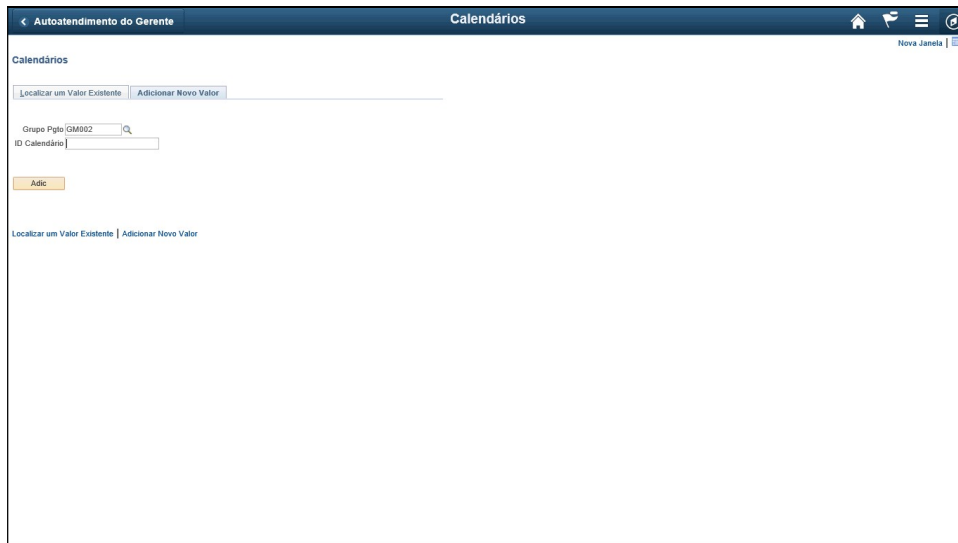 Autoatendimento do Gerente Calendários
Nova Janela |
Calendários
Localizar um Valor Existente Adicionar Novo Valor
Grupo Pgto GM002
ID Calendário
Adic
Localizar um Valor Existente | Adicionar Novo Valor